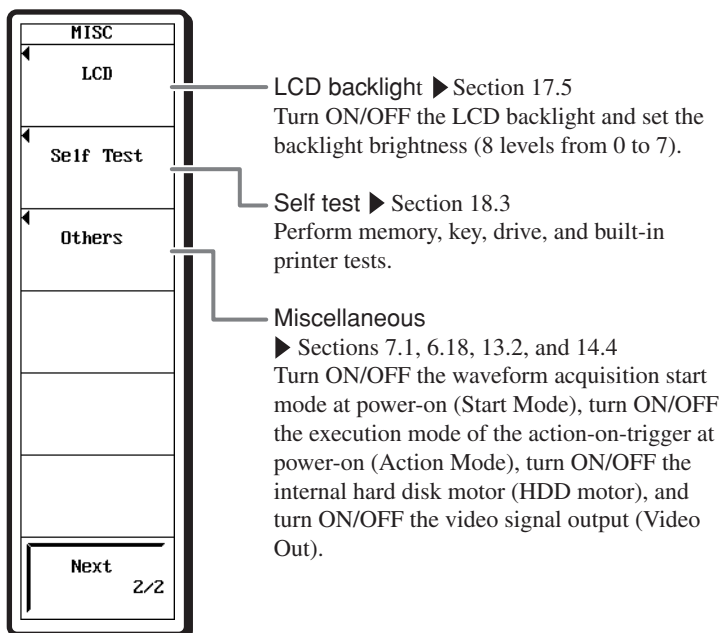 MISC
LCD
Self Test
Others
Next
2/2
LCD backlight ▶ Section 17.5
Turn ON/OFF the LCD backlight and set the
backlight brightness (8 levels from 0 to 7).
Self test ▶ Section 18.3
Perform memory, key, drive, and built-in
printer tests.
Miscellaneous
▶ Sections 7.1, 6.18, 13.2, and 14.4
Turn ON/OFF the waveform acquisition start
mode at power-on (Start Mode), turn ON/OFF
the execution mode of the action-on-trigger at
power-on (Action Mode), turn ON/OFF the
internal hard disk motor (HDD motor), and
turn ON/OFF the video signal output (Video
Out).